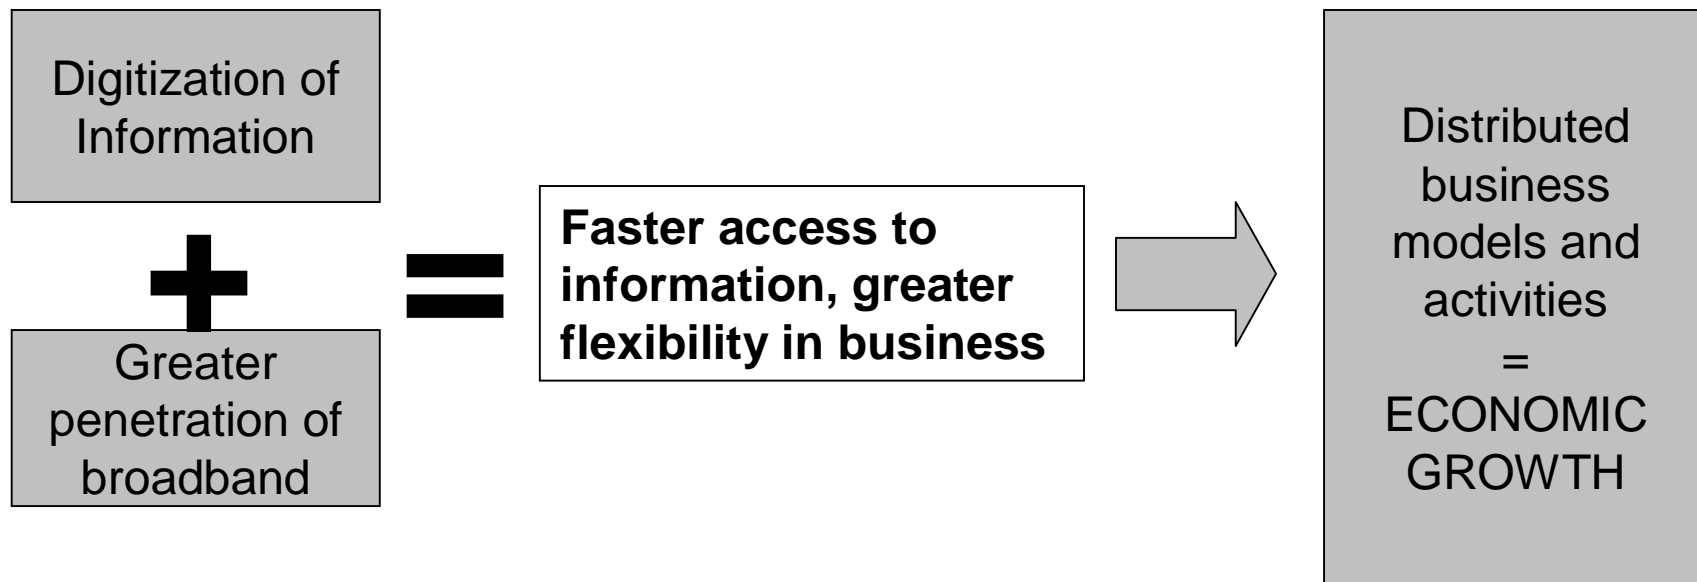 Digitization of
Information
+
Greater
penetration of
broadband
=
Faster access to
information, greater
flexibility in business
Distributed
business
models and
activities
=
ECONOMIC
GROWTH